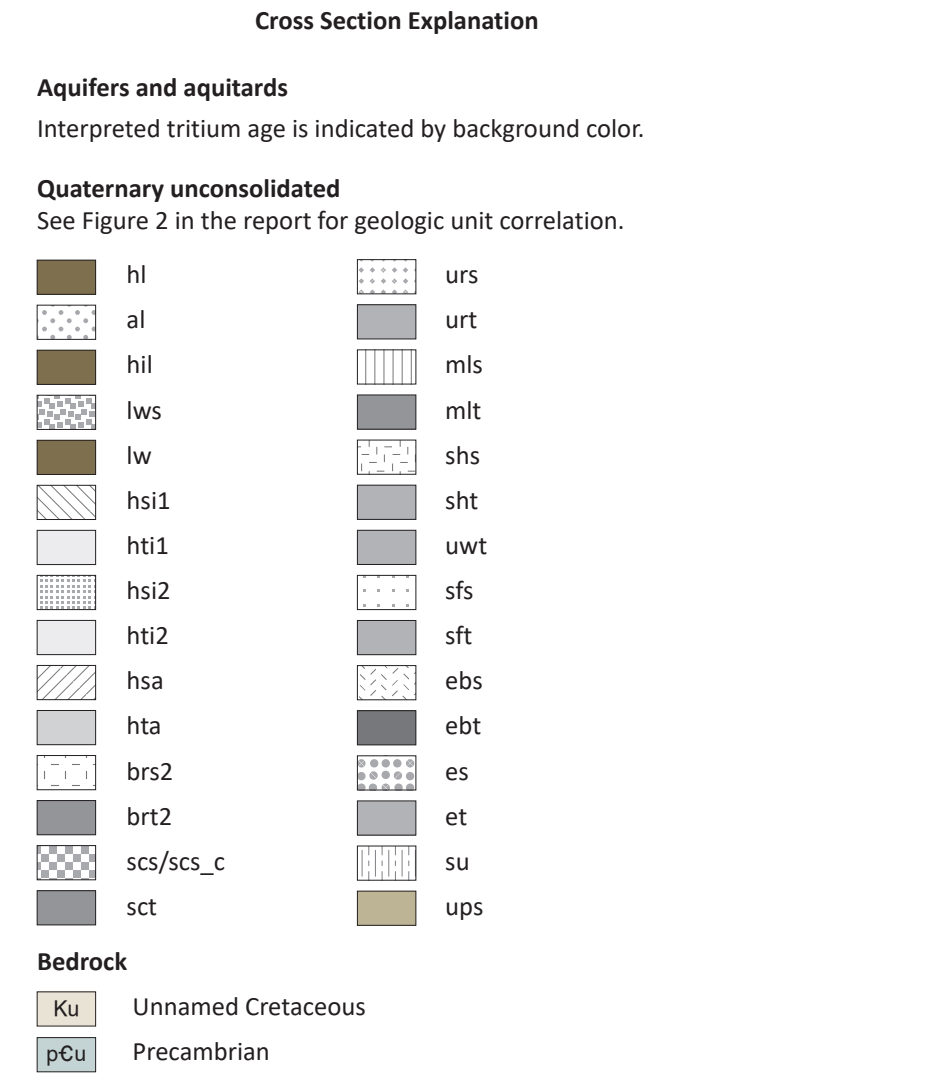 Cross Section Explanation
Aquifers and aquitards
Interpreted tritium age is indicated by background color.
Quaternary unconsolidated
See Figure 2 in the report for geologic unit correlation.
hl
al
hil
lws
lw
hsi1
hti1
hsi2
hti2
hsa
hta
brs2
brt2
scs/scs_c
sct
urs
urt
mls
mlt
shs
sht
uwt
sfs
sft
ebs
ebt
es
et
su
ups
Bedrock
Ku Unnamed Cretaceous
p€u Precambrian